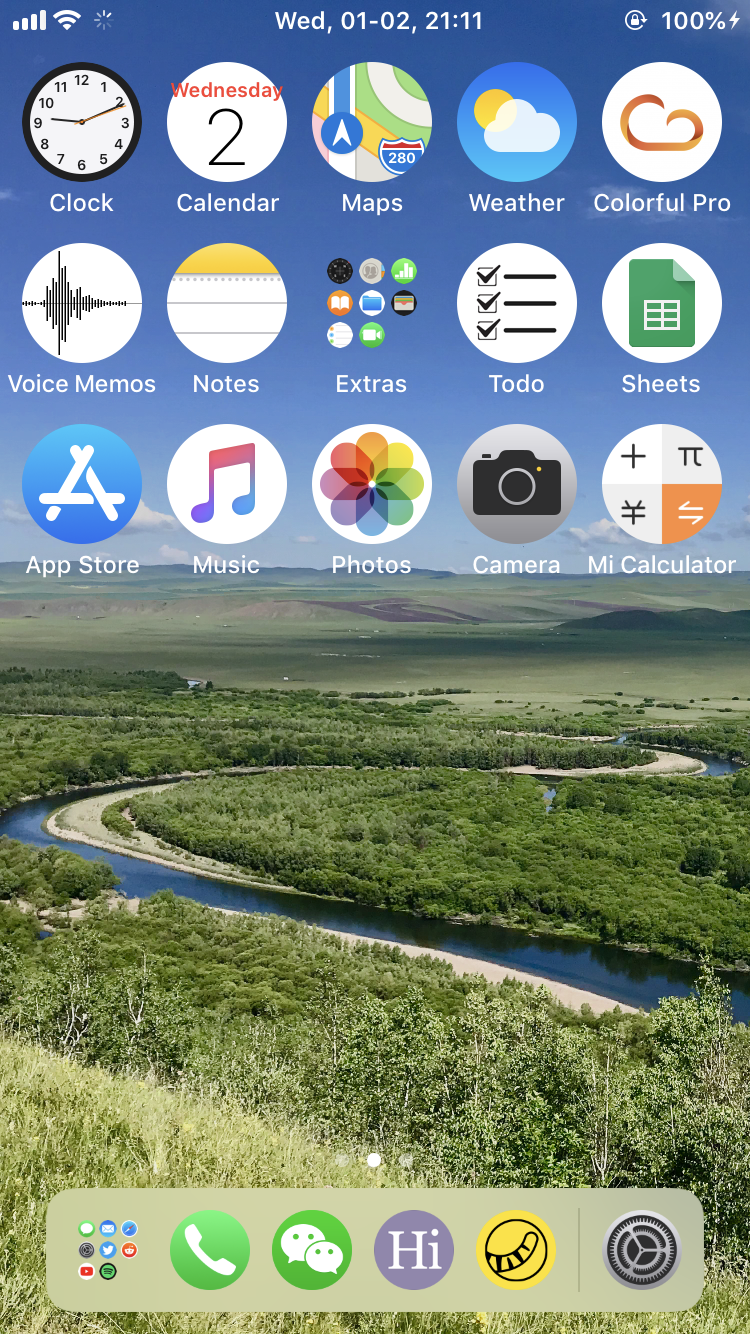 Wed, 01-02, 21:11
100%
12
11 1
10 2
9 3
8 4
7 5
6
Wednesday
2
280
Clock Calendar Maps Weather Colorful Pro
Voice Memos Notes Extras Todo Sheets
+ π
¥
App Store Music Photos Camera Mi Calculator
Hi